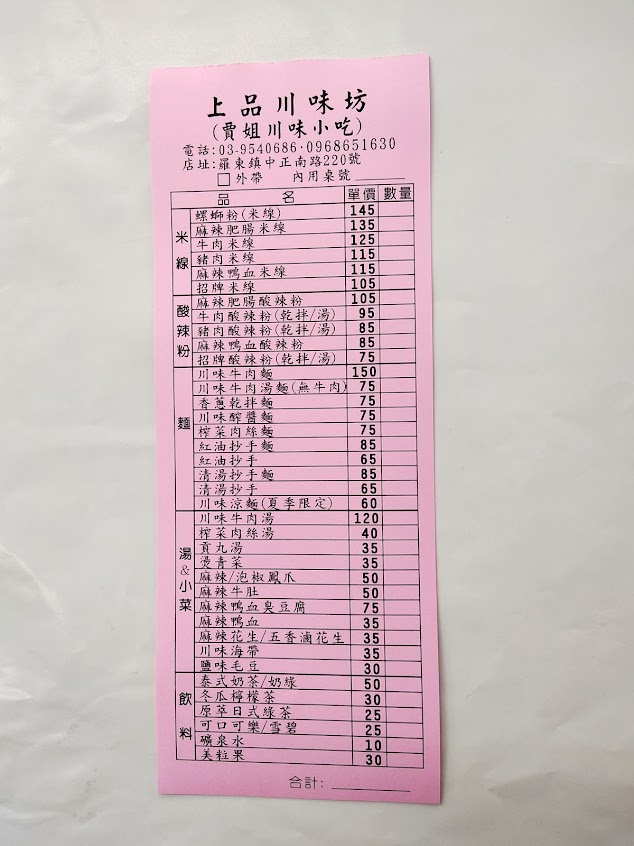 上品川味坊
(賈姐川味小吃)
電話:03-9540686·0968651630
店址:羅東鎮中正南路220號
□外帶 內用桌號
品 名 單價 數量
米線
螺螄粉(米線) 145
麻辣肥腸米線 135
牛肉米線 125
豬肉米線 115
麻辣鴨血米線 115
招牌米線 105
酸辣粉
麻辣肥腸酸辣粉 105
牛肉酸辣粉(乾拌/湯) 95
豬肉酸辣粉(乾拌/湯) 85
麻辣鴨血酸辣粉 85
招牌酸辣粉(乾拌/湯) 75
麵
川味牛肉麵 150
川味牛肉湯麵(無牛肉) 75
香蔥乾拌麵 75
川味醡醬麵 75
榨菜肉絲麵 75
紅油抄手麵 85
紅油抄手 65
清湯抄手麵 85
清湯抄手 65
川味涼麵(夏季限定) 60
湯&小菜
川味牛肉湯 120
榨菜肉絲湯 40
貢丸湯 35
燙青菜 35
麻辣/泡椒鳳爪 50
麻辣牛肚 50
麻辣鴨血臭豆腐 75
麻辣鴨血 35
麻辣花生/五香滷花生 35
川味海帶 35
鹽味毛豆 30
飲料
泰式奶茶/奶綠 50
冬瓜檸檬茶 30
原萃日式綠茶 25
可口可樂/雪碧 25
礦泉水 10
美粒果 30
合計: